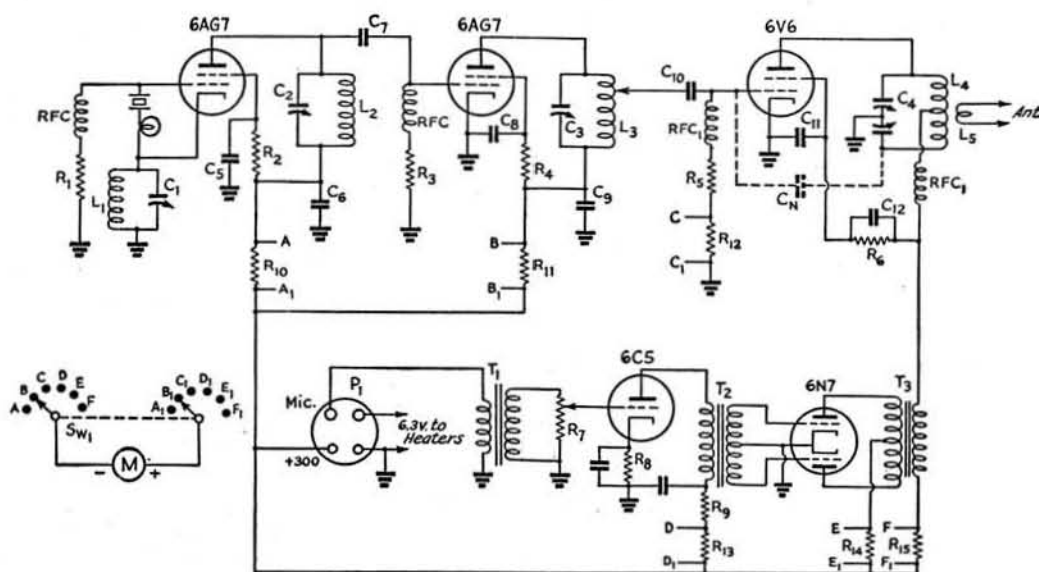 6AG7
6AG7
6V6
C7
C10
L4
C4
L5
Ant.
RFC
R1
L1
C1
C5
R2
C2
L2
C6
RFC
R3
C8
R4
C3
L3
C9
RFC1
R5
C11
CN
RFC1
C12
R6
A
R10
A1
B
R11
B1
C
R12
C1
A
B
C
D
E
F
A1
B1
C1
D1
E1
F1
SW1
- M +
Mic.
P1
+300
6.3v. to
Heaters
T1
R7
6C5
R8
T2
R9
D
R13
D1
6N7
T3
E
R14
E1
F
R15
F1